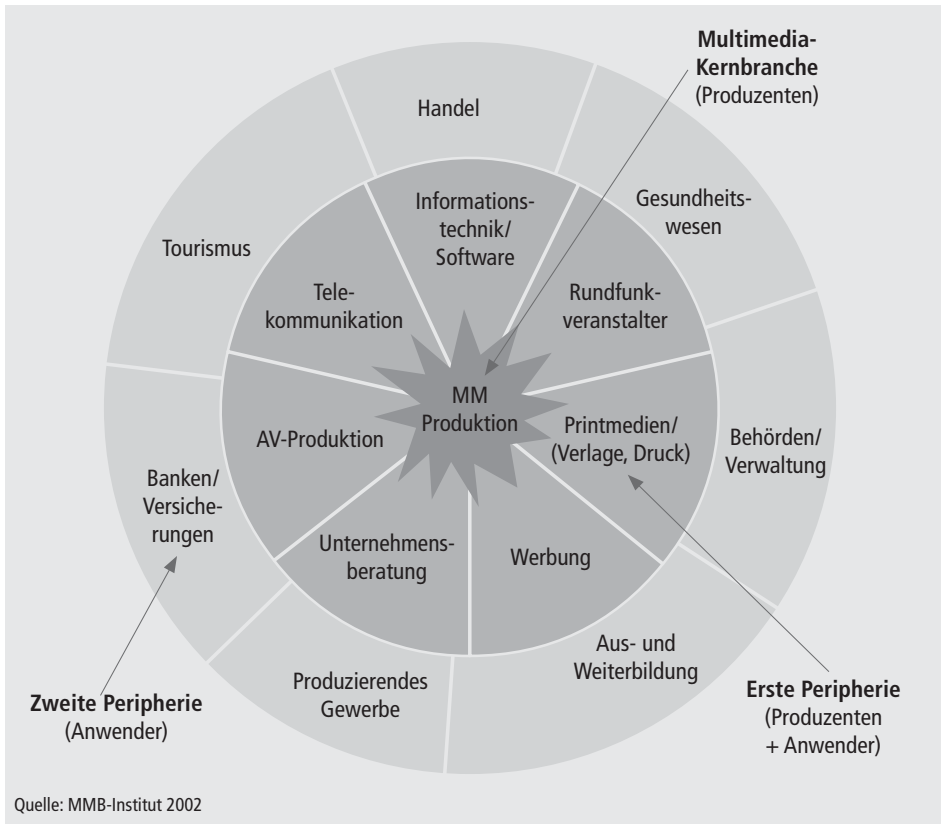 Multimedia-
Kernbranche
(Produzenten)
Handel
Gesundheits-
wesen
Tourismus
Informations-
technik/
Software
Tele-
kommunikation
Rundfunk-
veranstalter
MM
Produktion
AV-Produktion
Printmedien/
(Verlage, Druck)
Behörden/
Verwaltung
Banken/
Versiche-
rungen
Unternehmens-
beratung
Werbung
Aus- und
Weiterbildung
Produzierendes
Gewerbe
Zweite Peripherie
(Anwender)
Erste Peripherie
(Produzenten
+ Anwender)
Quelle: MMB-Institut 2002